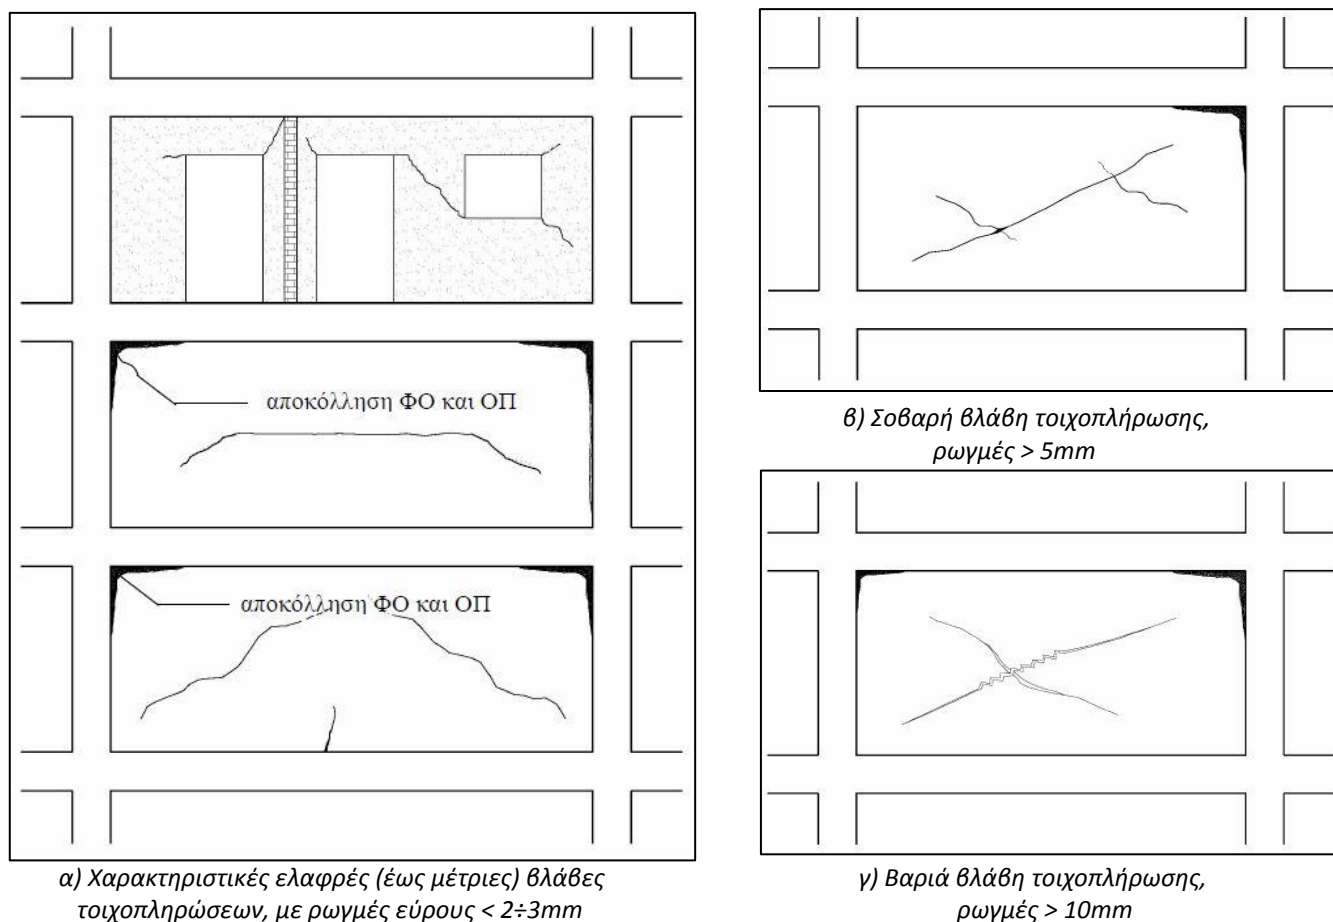 αποκόλληση ΦΟ και ΟΠ
αποκόλληση ΦΟ και ΟΠ
α) Χαρακτηριστικές ελαφρές (έως μέτριες) βλάβες
τοιχοπληρώσεων, με ρωγμές εύρους < 2÷3mm
β) Σοβαρή βλάβη τοιχοπλήρωσης,
ρωγμές > 5mm
γ) Βαριά βλάβη τοιχοπλήρωσης,
ρωγμές > 10mm